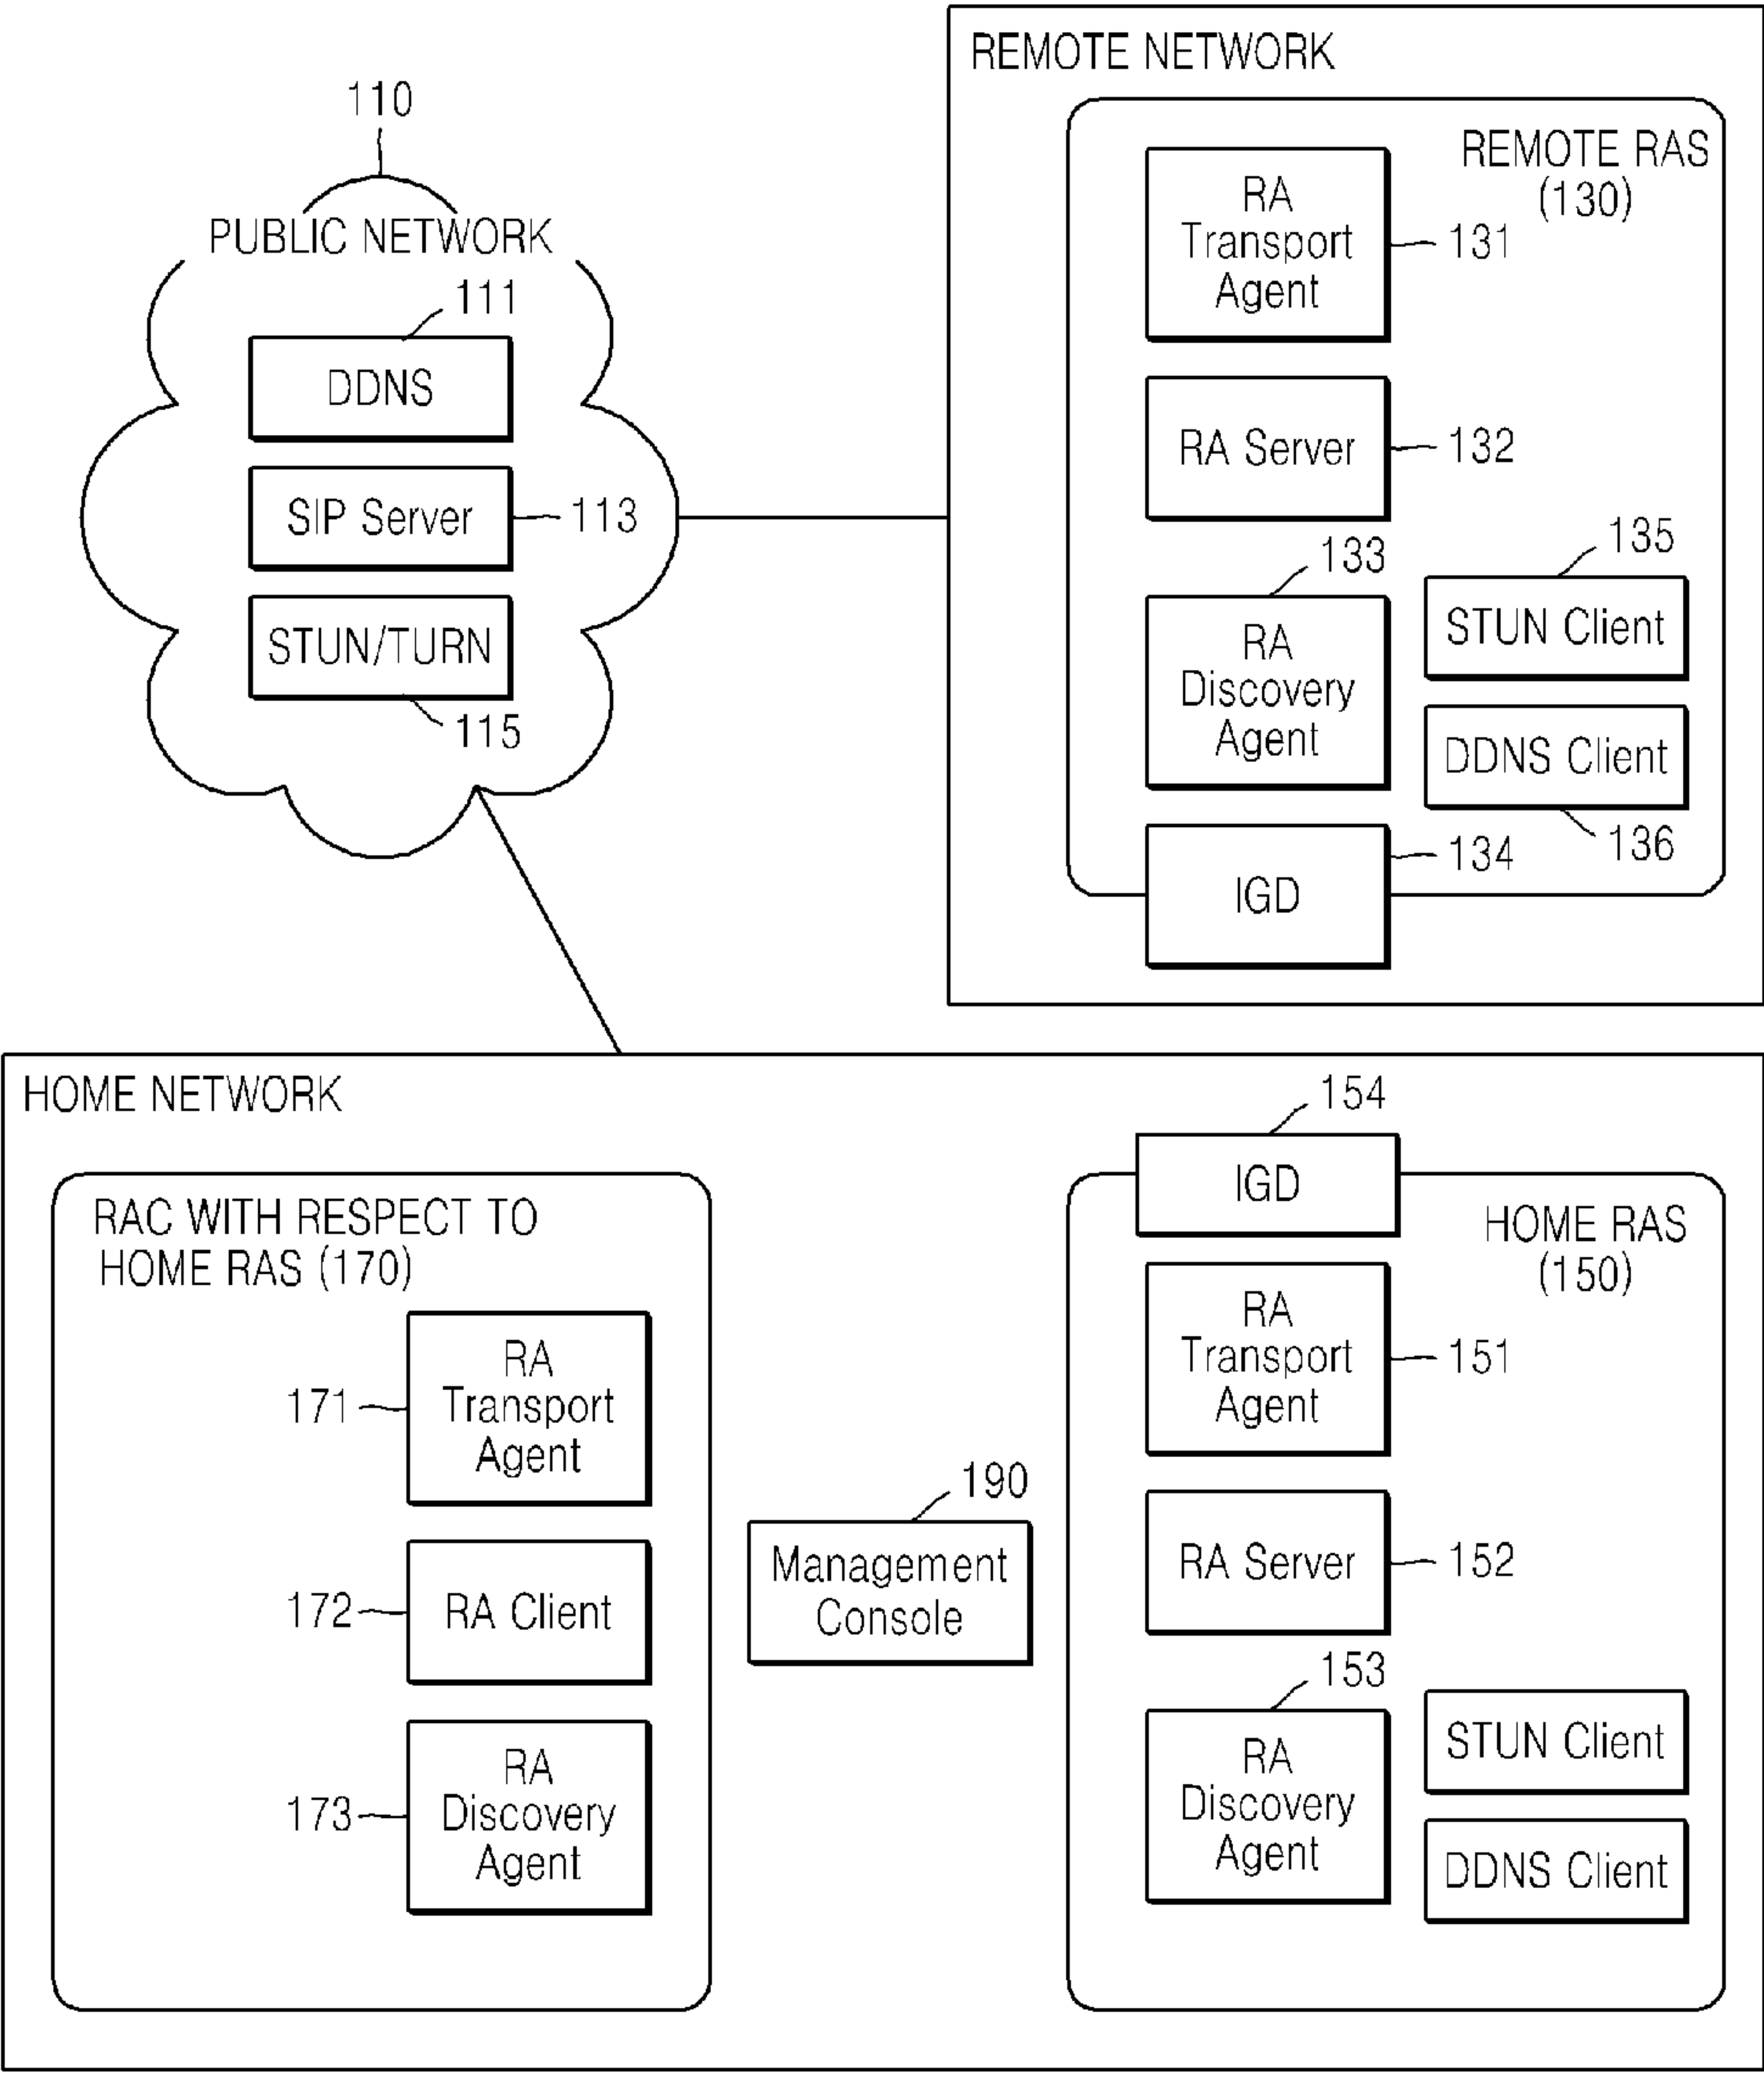 110
PUBLIC NETWORK
111
DDNS
SIP Server
113
STUN/TURN
115
REMOTE NETWORK
REMOTE RAS
(130)
RA
Transport
Agent
131
RA Server
132
133
RA
Discovery
Agent
135
STUN Client
DDNS Client
136
134
IGD
HOME NETWORK
RAC WITH RESPECT TO
HOME RAS (170)
171
RA
Transport
Agent
172
RA Client
173
RA
Discovery
Agent
190
Management
Console
154
IGD
HOME RAS
(150)
RA
Transport
Agent
151
RA Server
152
153
RA
Discovery
Agent
STUN Client
DDNS Client